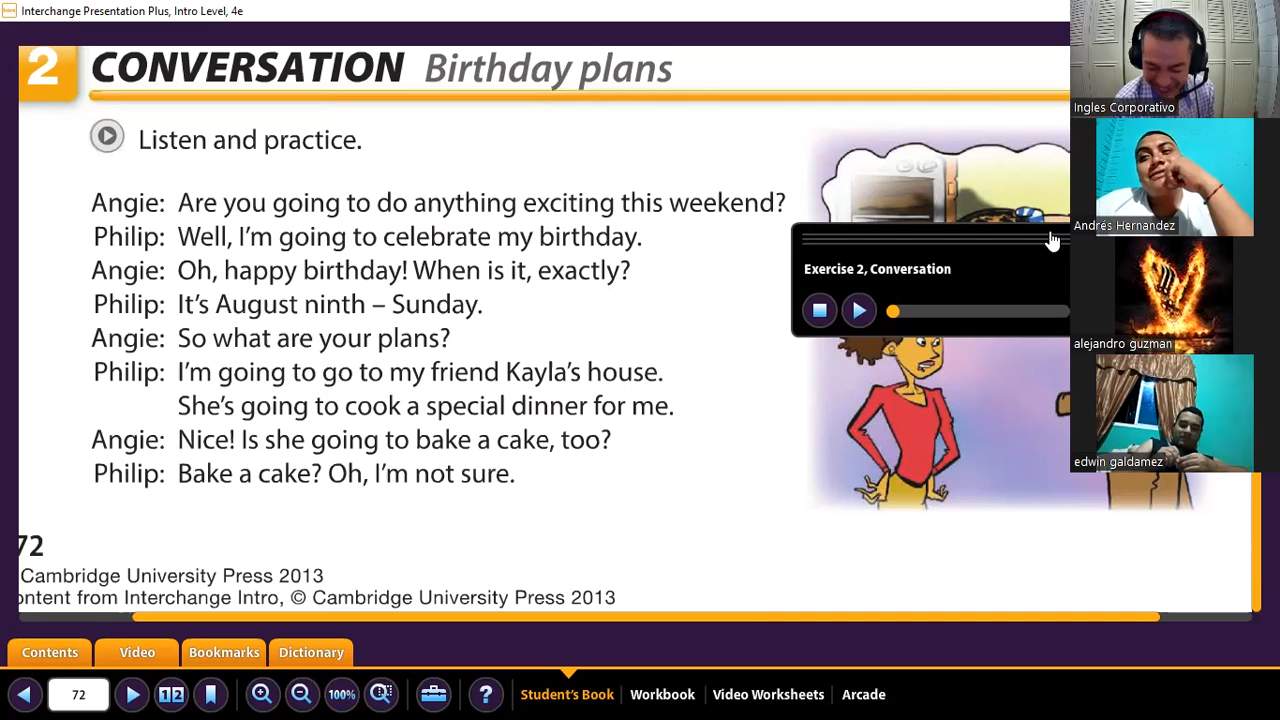 Interchange Presentation Plus, Intro Level, 4e
2 CONVERSATION Birthday plans
Listen and practice.
Angie: Are you going to do anything exciting this weekend?
Philip: Well, I'm going to celebrate my birthday.
Angie: Oh, happy birthday! When is it, exactly?
Philip: It's August ninth – Sunday.
Angie: So what are your plans?
Philip: I'm going to go to my friend Kayla's house.
She's going to cook a special dinner for me.
Angie: Nice! Is she going to bake a cake, too?
Philip: Bake a cake? Oh, I'm not sure.
Exercise 2, Conversation
Ingles Corporativo
Andrés Hernandez
alejandro guzman
edwin galdamez
72
Cambridge University Press 2013
ontent from Interchange Intro, © Cambridge University Press 2013
Contents Video Bookmarks Dictionary
72 1 2 100% ? Student's Book Workbook Video Worksheets Arcade